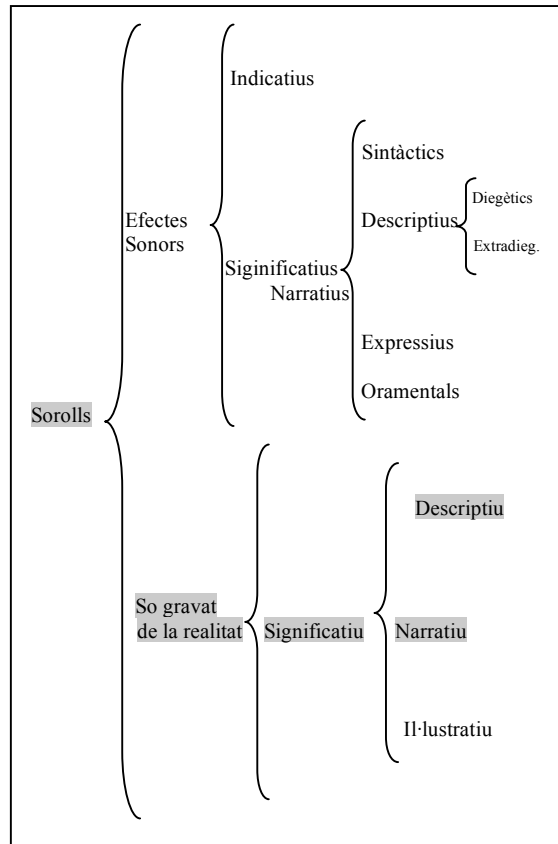 Indicatius
Sintàctics
Diegètics
Descriptius
Efectes
Sonors
Extradieg.
Siginificatius
Narratius
Expressius
Oramentals
Sorolls
Descriptiu
So gravat
de la realitat
Significatiu
Narratiu
Il·lustratiu